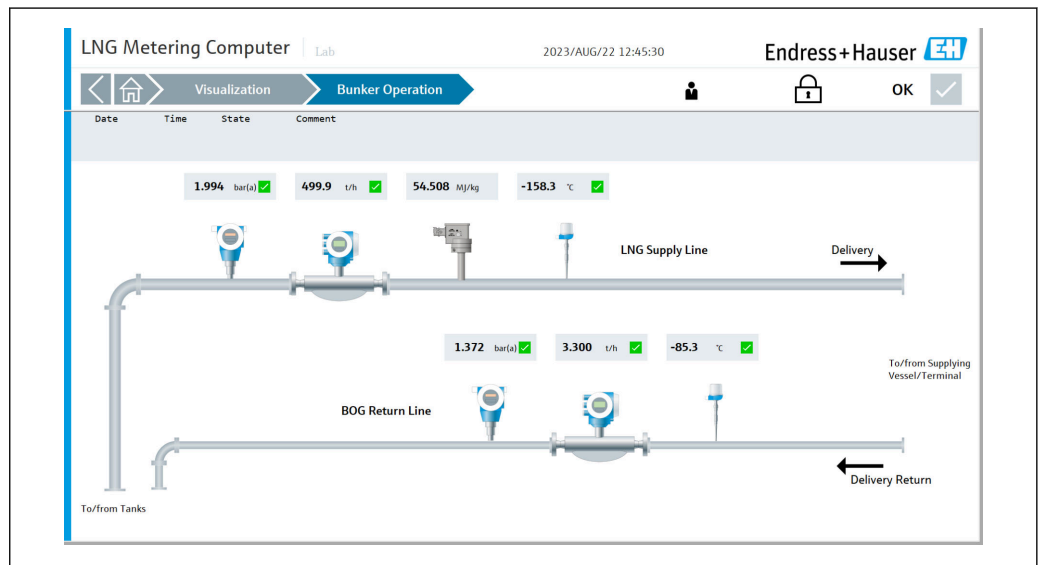 LNG Metering Computer Lab 2023/AUG/22 12:45:30 Endress+Hauser EH
Visualization Bunker Operation OK
Date Time State Comment
1.994 bar(a) 499.9 t/h 54.508 MJ/kg -158.3 °C
LNG Supply Line Delivery
1.372 bar(a) 3.300 t/h -85.3 °C
To/from Supplying
Vessel/Terminal
BOG Return Line
Delivery Return
To/from Tanks